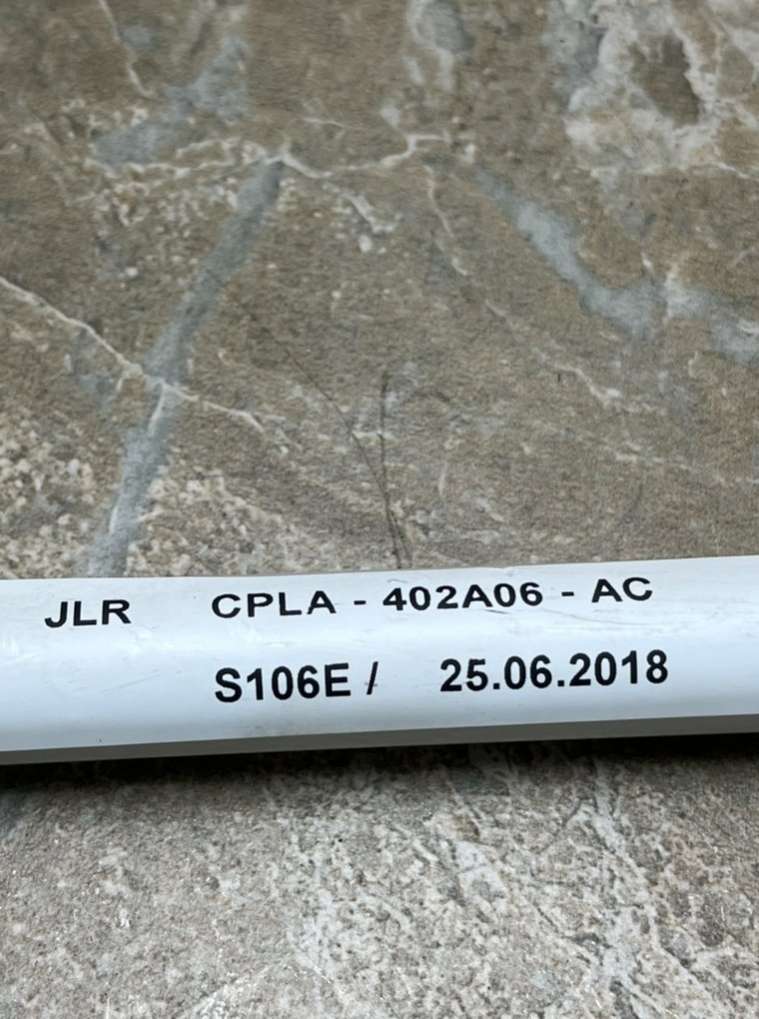 JLR CPLA - 402A06 - AC
S106E / 25.06.2018